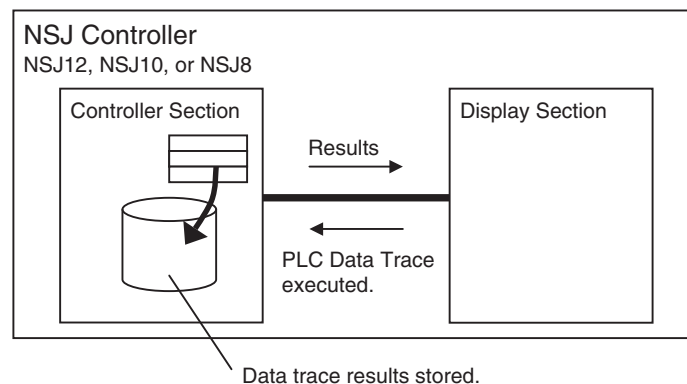 NSJ Controller
NSJ12, NSJ10, or NSJ8
Controller Section
Display Section
Results
PLC Data Trace
executed.
Data trace results stored.